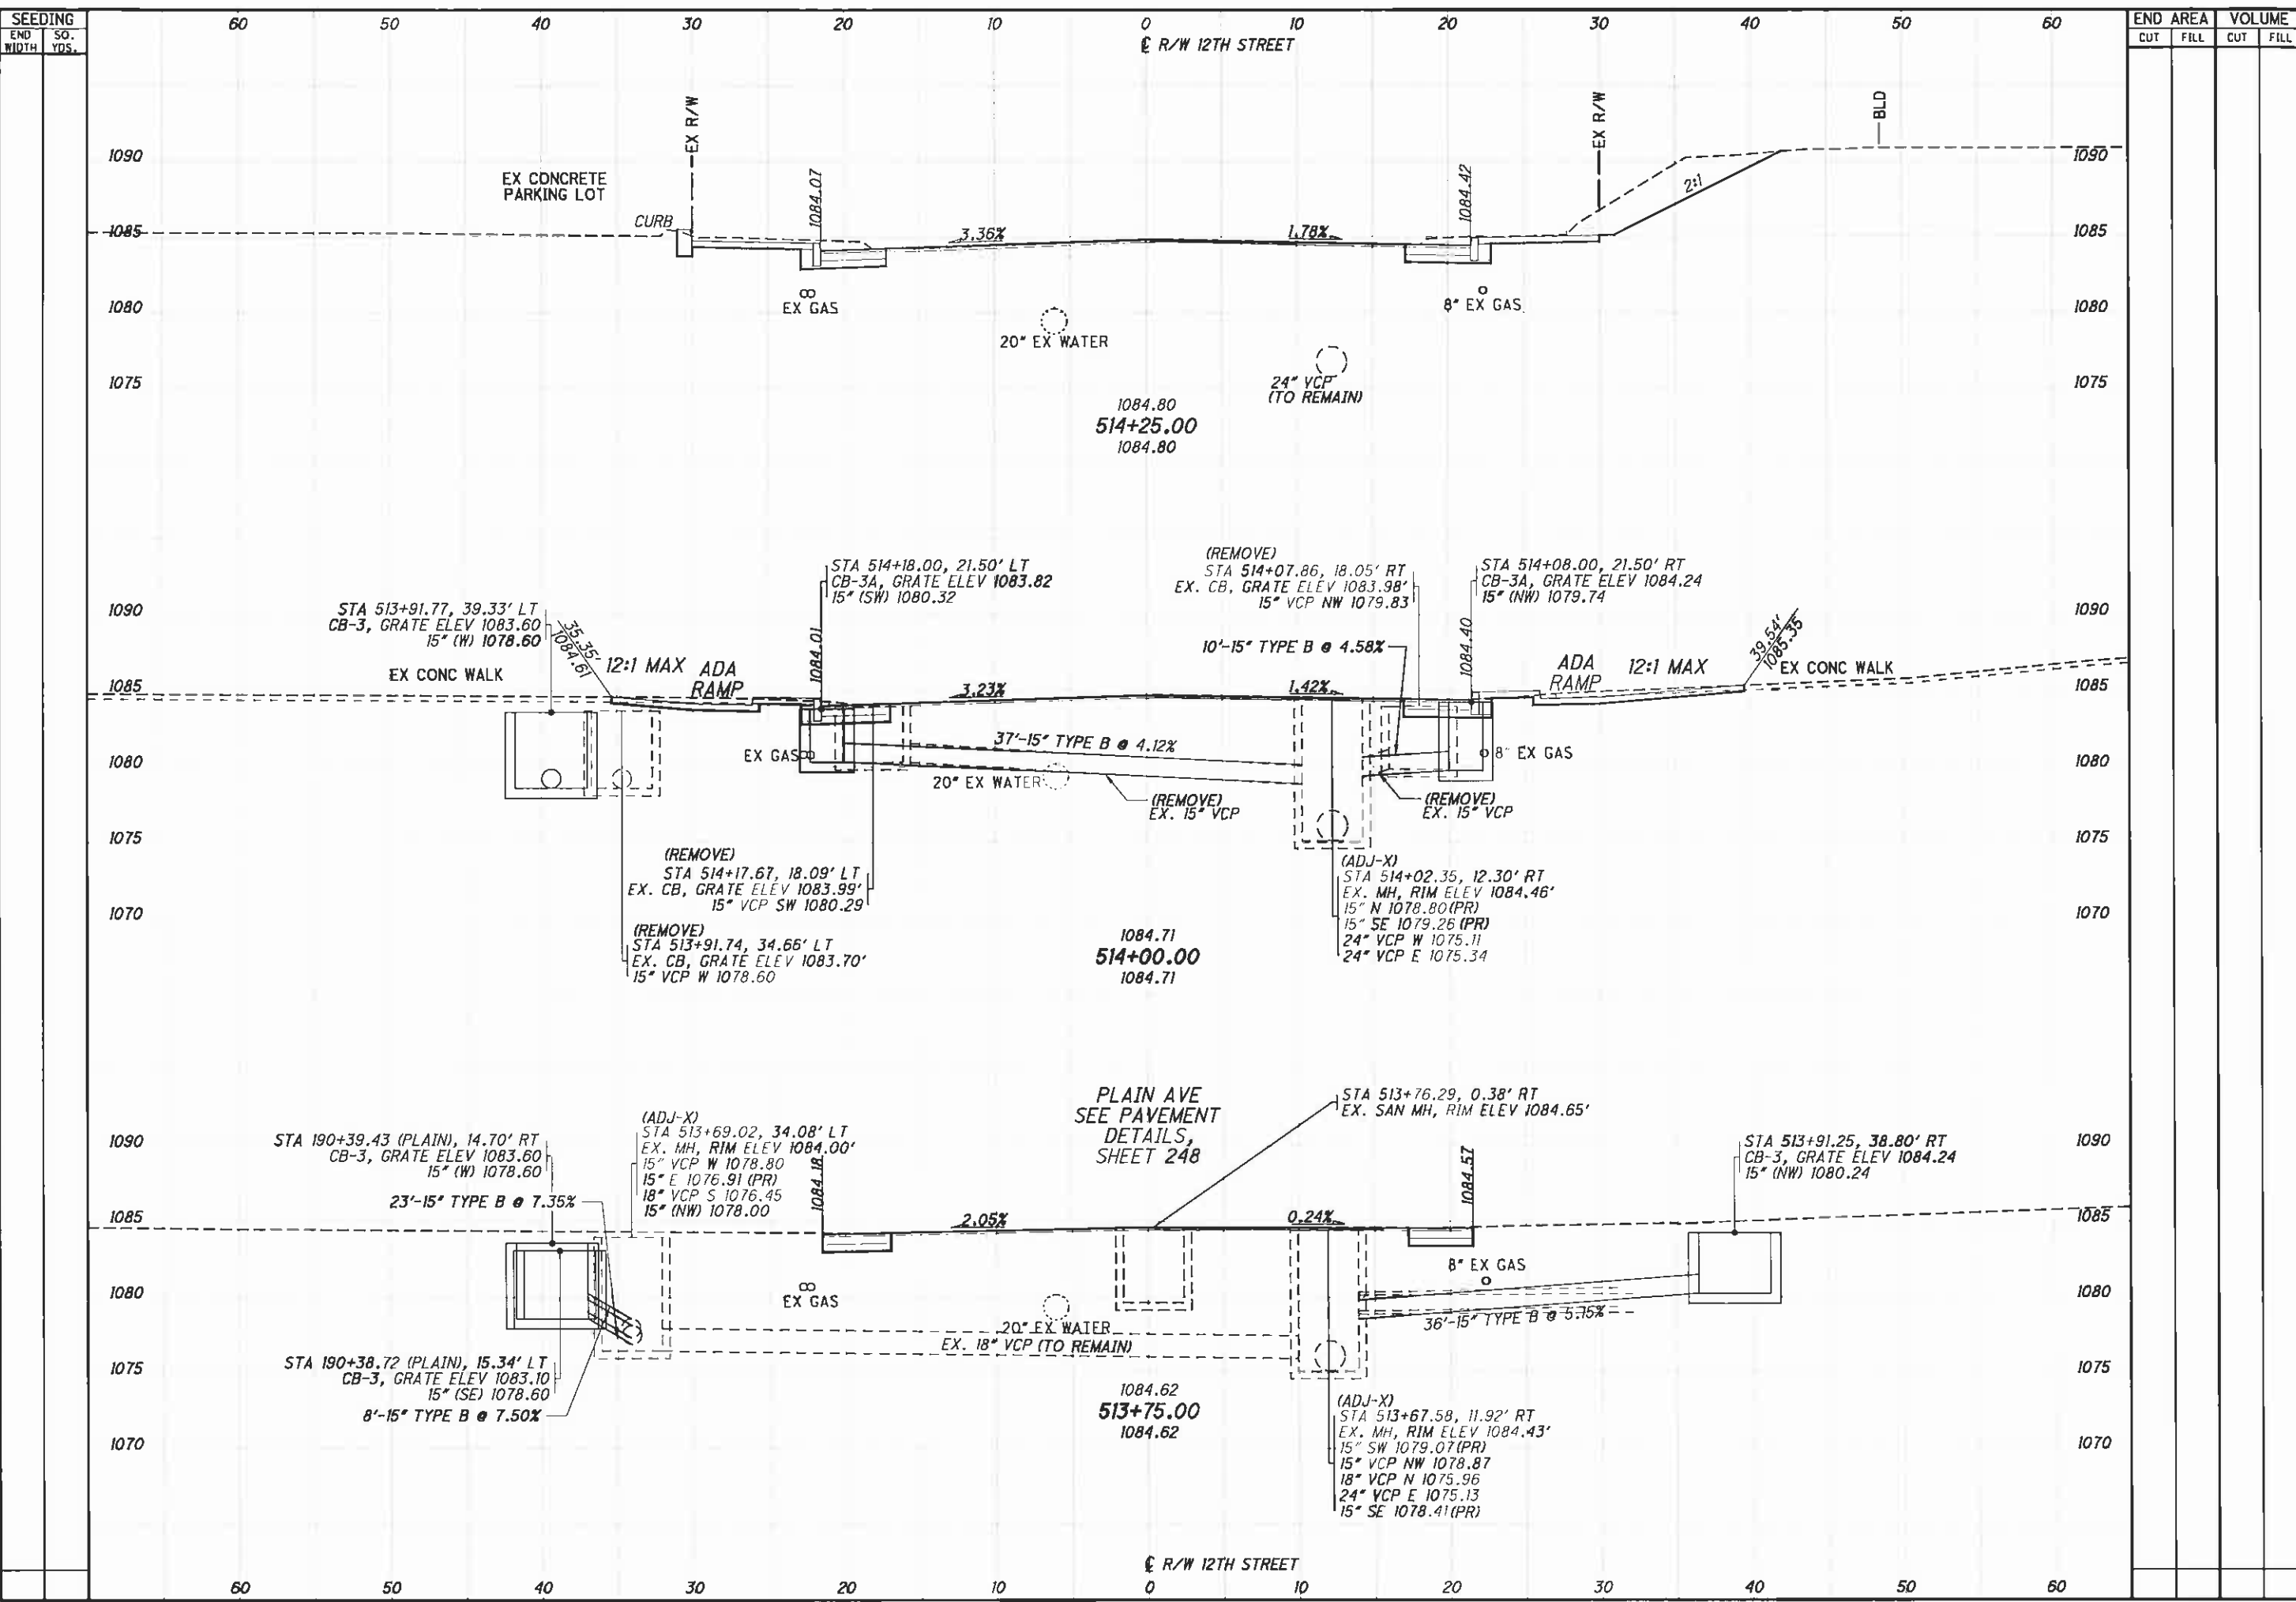 SEEDING
END WIDTH
SO. YDS.
60 50 40 30 20 10 0 10 20 30 40 50 60
END AREA
VOLUME
CUT FILL CUT FILL
℄ R/W 12TH STREET
EX R/W
EX R/W
BLD
1090
1090
EX CONCRETE
PARKING LOT
1084.07
1084.42
2:1
CURB
1085
3.36%
1.78%
1085
1080
EX GAS
8" EX GAS
1080
20" EX WATER
1075
24" VCP
(TO REMAIN)
1075
1084.80
514+25.00
1084.80
STA 514+18.00, 21.50' LT
CB-3A, GRATE ELEV 1083.82
15" (SW) 1080.32
(REMOVE)
STA 514+07.86, 18.05' RT
EX. CB, GRATE ELEV 1083.98'
15" VCP NW 1079.83
STA 514+08.00, 21.50' RT
CB-3A, GRATE ELEV 1084.24
15" (NW) 1079.74
1090
1090
STA 513+91.77, 39.33' LT
CB-3, GRATE ELEV 1083.60
15" (W) 1078.60
35.35'
1084.61
12:1 MAX
ADA
RAMP
1084.01
10'-15" TYPE B @ 4.58%
1084.40
ADA
RAMP
12:1 MAX
39.54'
1085.35
EX CONC WALK
EX CONC WALK
1085
3.23%
1.42%
1085
37'-15" TYPE B @ 4.12%
EX GAS
8" EX GAS
1080
1080
20" EX WATER
(REMOVE)
EX. 15" VCP
(REMOVE)
EX. 15" VCP
1075
1075
(REMOVE)
STA 514+17.67, 18.09' LT
EX. CB, GRATE ELEV 1083.99'
15" VCP SW 1080.29
(ADJ-X)
STA 514+02.35, 12.30' RT
EX. MH, RIM ELEV 1084.46'
15" N 1078.80(PR)
15" SE 1079.26 (PR)
24" VCP W 1075.11
24" VCP E 1075.34
1070
1070
(REMOVE)
STA 513+91.74, 34.66' LT
EX. CB, GRATE ELEV 1083.70'
15" VCP W 1078.60
1084.71
514+00.00
1084.71
PLAIN AVE
SEE PAVEMENT
DETAILS,
SHEET 248
STA 513+76.29, 0.38' RT
EX. SAN MH, RIM ELEV 1084.65'
1090
1090
STA 190+39.43 (PLAIN), 14.70' RT
CB-3, GRATE ELEV 1083.60
15" (W) 1078.60
(ADJ-X)
STA 513+69.02, 34.08' LT
EX. MH, RIM ELEV 1084.00'
15" VCP W 1078.80
15" E 1076.91 (PR)
18" VCP S 1076.45
15" (NW) 1078.00
1084.18
1084.57
STA 513+91.25, 38.80' RT
CB-3, GRATE ELEV 1084.24
15" (NW) 1080.24
23'-15" TYPE B @ 7.35%
1085
2.05%
0.24%
1085
8" EX GAS
1080
EX GAS
1080
36'-15" TYPE B @ 5.15%
20" EX WATER
EX. 18" VCP (TO REMAIN)
1075
1075
STA 190+38.72 (PLAIN), 15.34' LT
CB-3, GRATE ELEV 1083.10
15" (SE) 1078.60
8'-15" TYPE B @ 7.50%
1084.62
513+75.00
1084.62
(ADJ-X)
STA 513+67.58, 11.92' RT
EX. MH, RIM ELEV 1084.43'
15" SW 1079.07(PR)
15" VCP NW 1078.87
18" VCP N 1075.96
24" VCP E 1075.13
15" SE 1078.41(PR)
1070
1070
℄ R/W 12TH STREET
60 50 40 30 20 10 0 10 20 30 40 50 60